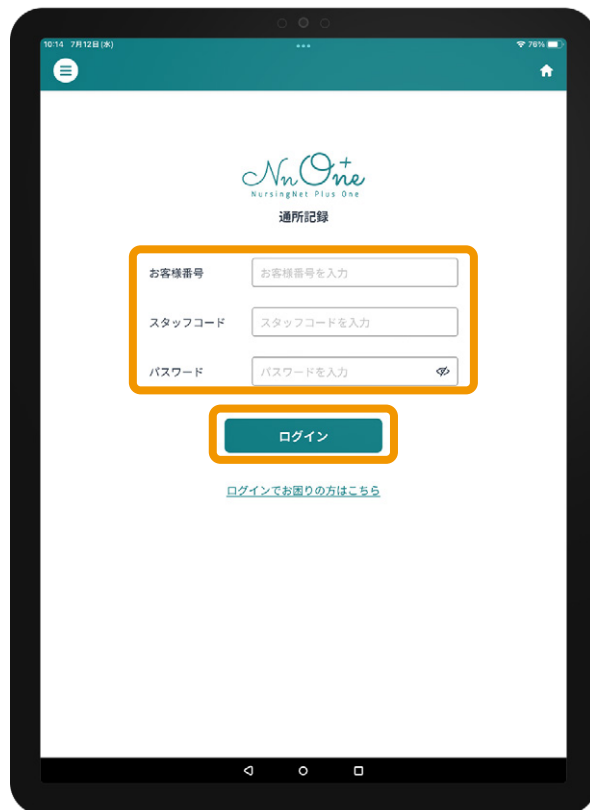 10:14 7月12日(水)
76%
NnOne+
NursingNet Plus One
通所記録
お客様番号
お客様番号を入力
スタッフコード
スタッフコードを入力
パスワード
パスワードを入力
ログイン
ログインでお困りの方はこちら